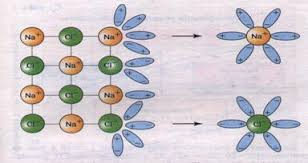 Na+ Cl- Na+ Na+
Cl- Na+ Cl-
Na+ Cl- Na+
Cl- Na+ Cl- Cl-